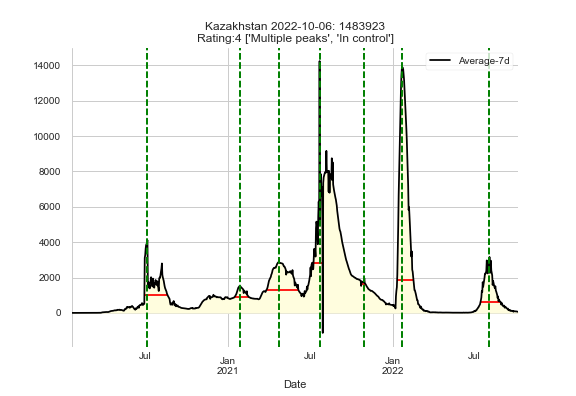 Kazakhstan 2022-10-06: 1483923
Rating:4 ['Multiple peaks', 'In control']
Average-7d
14000
12000
10000
8000
6000
4000
2000
0
Jul
Jan
2021
Jul
Jan
2022
Jul
Date